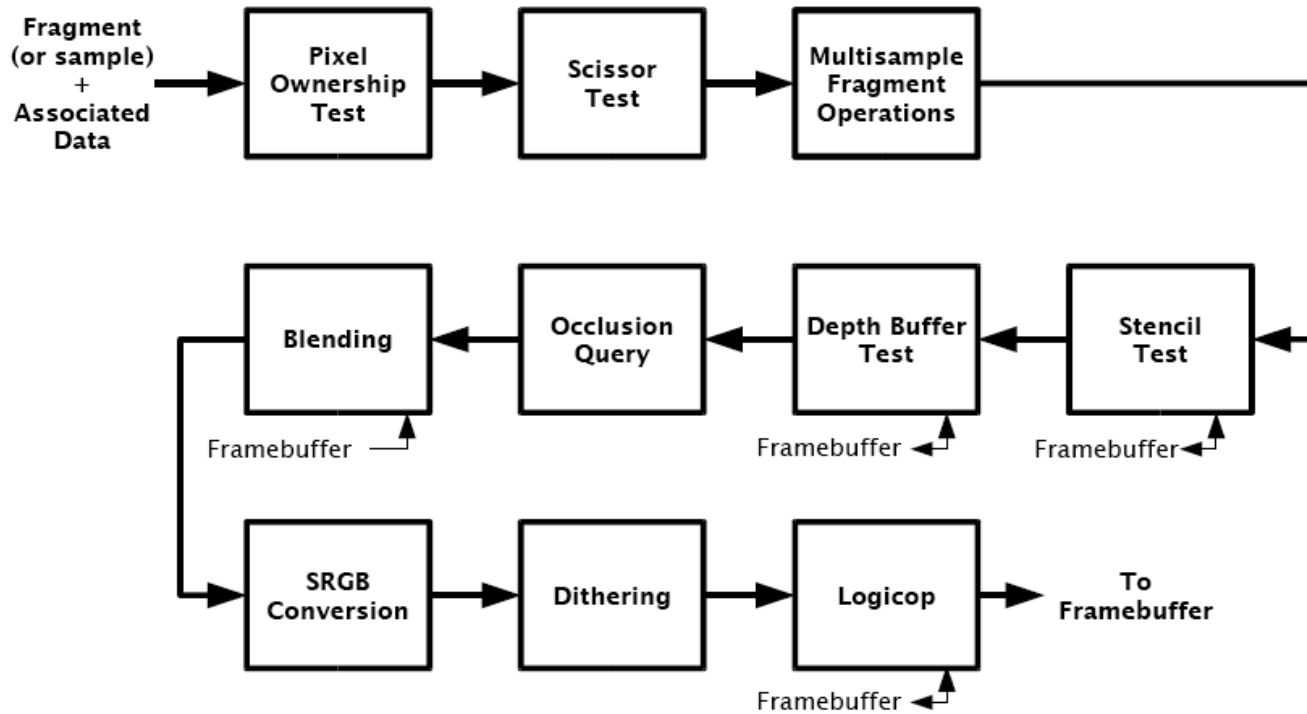 Fragment
(or sample)
+
Associated
Data
Pixel
Ownership
Test
Scissor
Test
Multisample
Fragment
Operations
Blending
Occlusion
Query
Depth Buffer
Test
Stencil
Test
Framebuffer
Framebuffer
Framebuffer
SRGB
Conversion
Dithering
Logicop
To
Framebuffer
Framebuffer